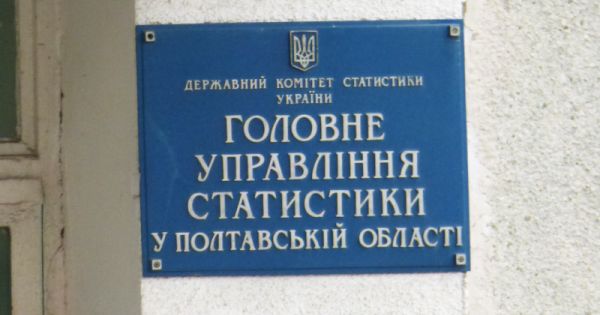 ДЕРЖАВНИЙ КОМІТЕТ СТАТИСТИКИ
УКРАЇНИ
ГОЛОВНЕ
УПРАВЛІННЯ
СТАТИСТИКИ
У ПОЛТАВСЬКІЙ ОБЛАСТІ